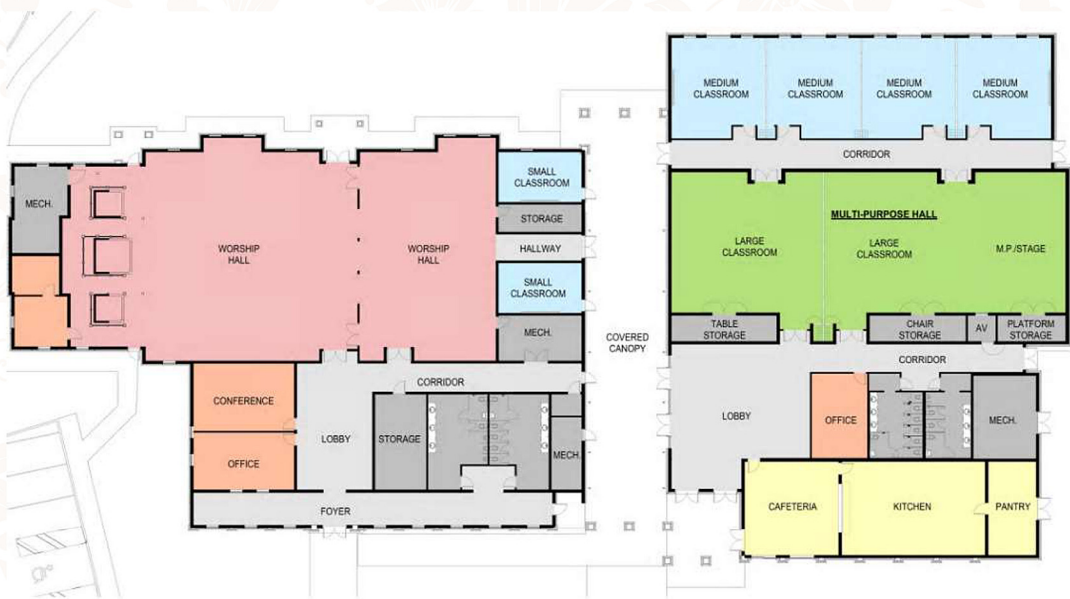 MEDIUM
CLASSROOM
MEDIUM
CLASSROOM
MEDIUM
CLASSROOM
MEDIUM
CLASSROOM
CORRIDOR
SMALL
CLASSROOM
MECH.
STORAGE
MULTI-PURPOSE HALL
WORSHIP
HALL
WORSHIP
HALL
HALLWAY
LARGE
CLASSROOM
LARGE
CLASSROOM
M.P./STAGE
SMALL
CLASSROOM
MECH.
TABLE
STORAGE
CHAIR
STORAGE
AV
PLATFORM
STORAGE
COVERED
CANOPY
CORRIDOR
CORRIDOR
CONFERENCE
LOBBY
OFFICE
MECH.
LOBBY
STORAGE
OFFICE
MECH.
FOYER
CAFETERIA
KITCHEN
PANTRY